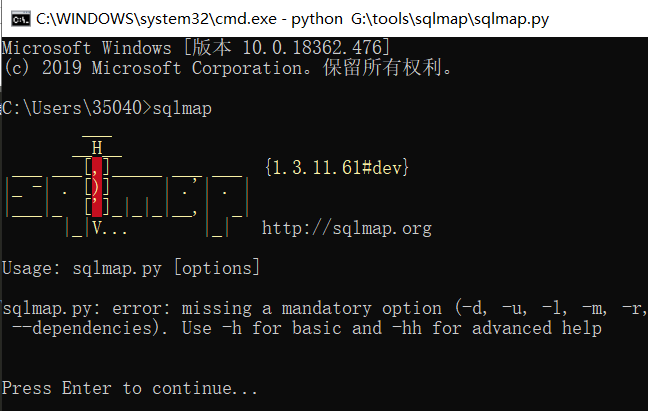 C:\WINDOWS\system32\cmd.exe - python G:\tools\sqlmap\sqlmap.py
Microsoft Windows [版本 10.0.18362.476]
(c) 2019 Microsoft Corporation。保留所有权利。
C:\Users\35040>sqlmap
        ___
       __H__
 ___ ___[,]_____ ___ ___  {1.3.11.61#dev}
|_ -| . [)]     | .'| . |
|___|_  [']_|_|_|__,|  _|
      |_|V...       |_|   http://sqlmap.org
Usage: sqlmap.py [options]
sqlmap.py: error: missing a mandatory option (-d, -u, -l, -m, -r,
--dependencies). Use -h for basic and -hh for advanced help
Press Enter to continue...